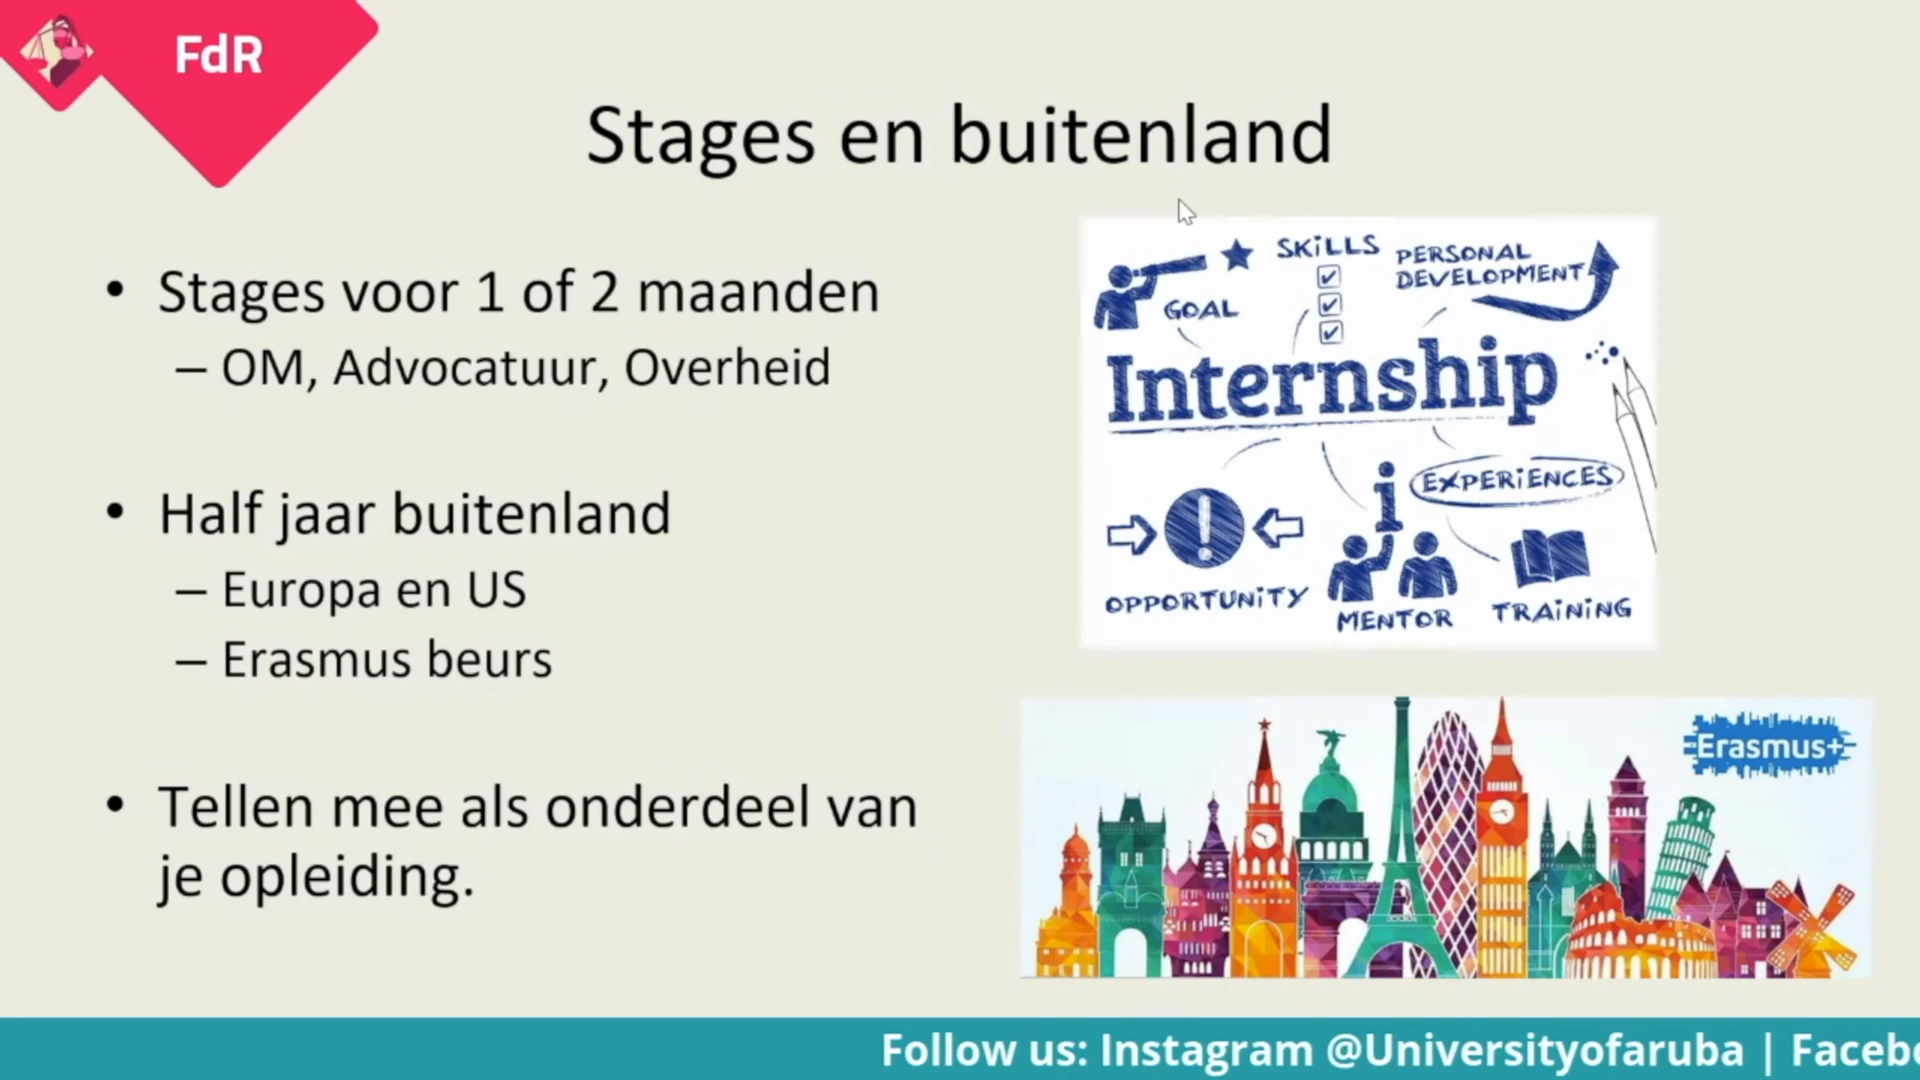 FdR
Stages en buitenland
• Stages voor 1 of 2 maanden
– OM, Advocatuur, Overheid
• Half jaar buitenland
– Europa en US
– Erasmus beurs
• Tellen mee als onderdeel van
je opleiding.
SKiLLS
PERSONAL
DEVELOPMENT
GOAL
Internship
EXPERiENCES
OPPORTUNiTY
MENTOR
TRAiNiNG
Erasmus+
Follow us: Instagram @Universityofaruba | Facebo